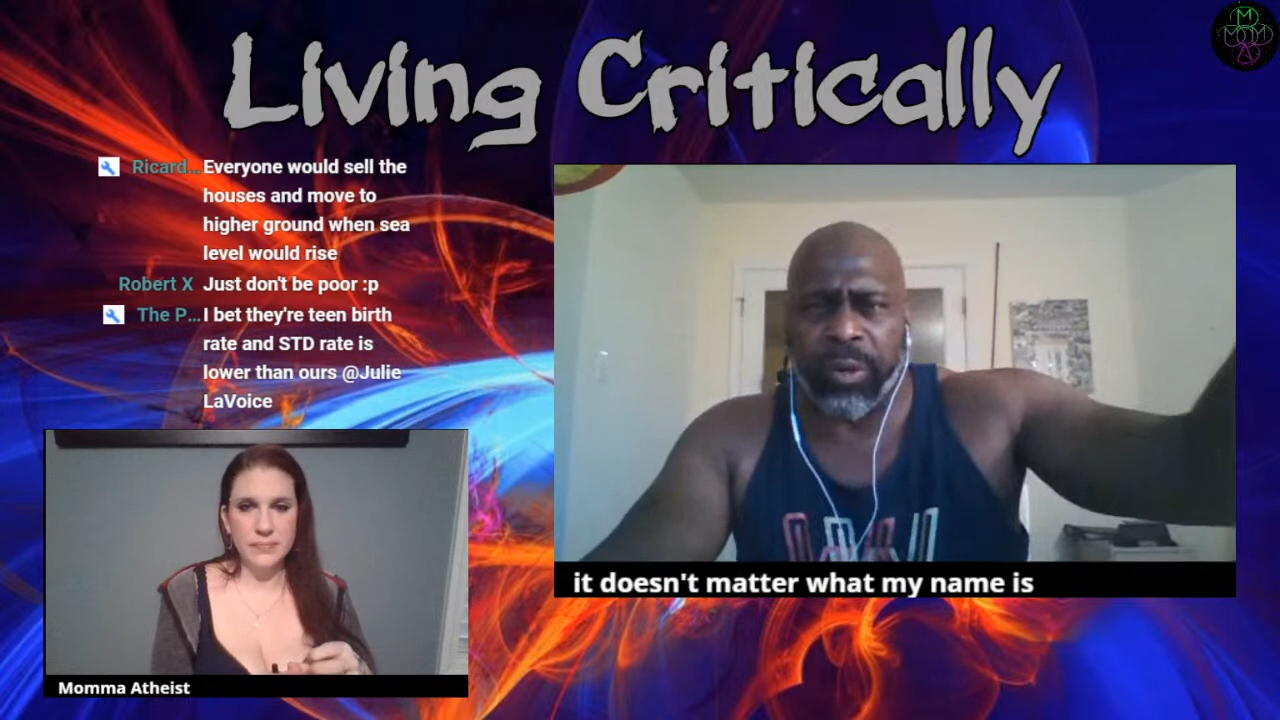 Living Critically
Ricard... Everyone would sell the
houses and move to
higher ground when sea
level would rise
Robert X Just don't be poor :p
The P... I bet they're teen birth
rate and STD rate is
lower than ours @Julie
LaVoice
it doesn't matter what my name is
Momma Atheist